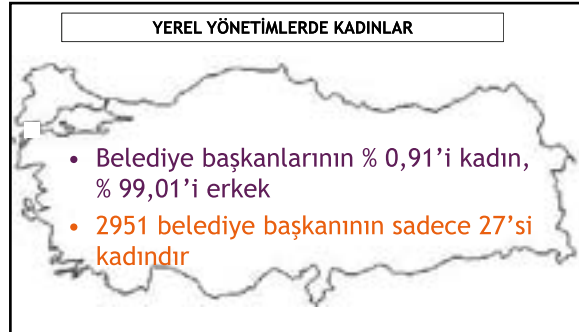 YEREL YÖNETİMLERDE KADINLAR
• Belediye başkanlarının % 0,91’i kadın,
% 99,01’i erkek
• 2951 belediye başkanının sadece 27’si
kadındır